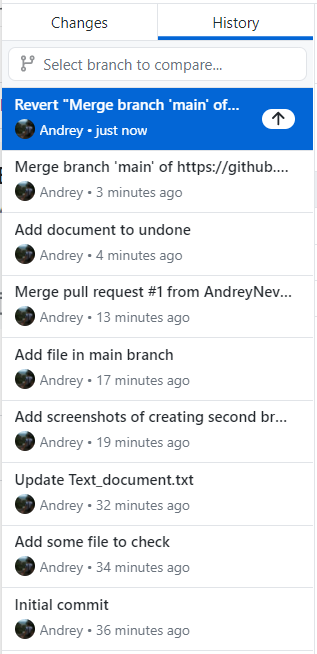 Changes
History
Select branch to compare...
Revert "Merge branch 'main' of...
Andrey • just now
Merge branch 'main' of https://github....
Andrey • 3 minutes ago
Add document to undone
Andrey • 4 minutes ago
Merge pull request #1 from AndreyNev...
Andrey • 13 minutes ago
Add file in main branch
Andrey • 17 minutes ago
Add screenshots of creating second br...
Andrey • 19 minutes ago
Update Text_document.txt
Andrey • 32 minutes ago
Add some file to check
Andrey • 34 minutes ago
Initial commit
Andrey • 36 minutes ago